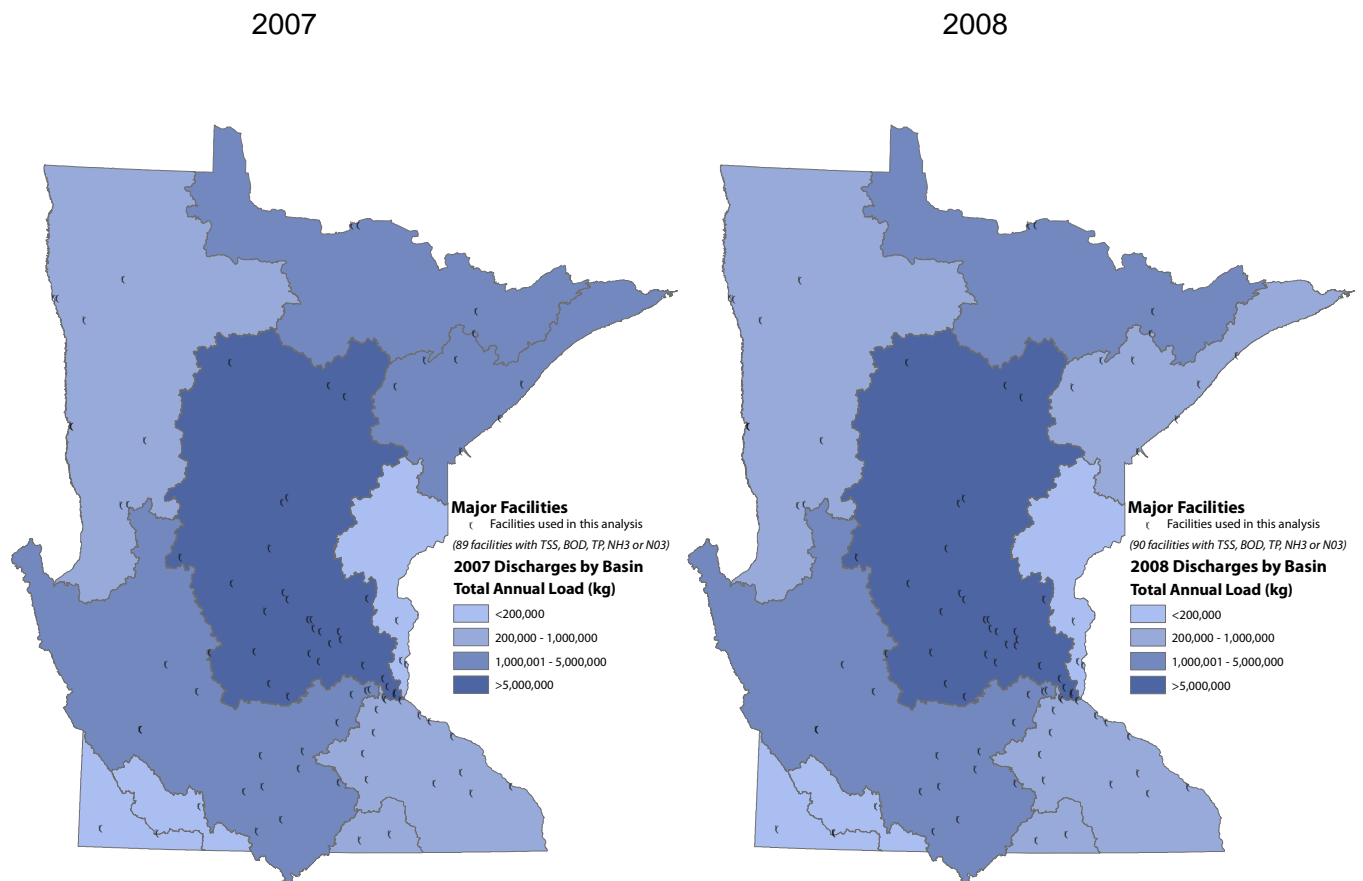 2007
2008
Major Facilities
Facilities used in this analysis
(89 facilities with TSS, BOD, TP, NH3 or N03)
2007 Discharges by Basin
Total Annual Load (kg)
<200,000
200,000 - 1,000,000
1,000,001 - 5,000,000
>5,000,000
Major Facilities
Facilities used in this analysis
(90 facilities with TSS, BOD, TP, NH3 or N03)
2008 Discharges by Basin
Total Annual Load (kg)
<200,000
200,000 - 1,000,000
1,000,001 - 5,000,000
>5,000,000